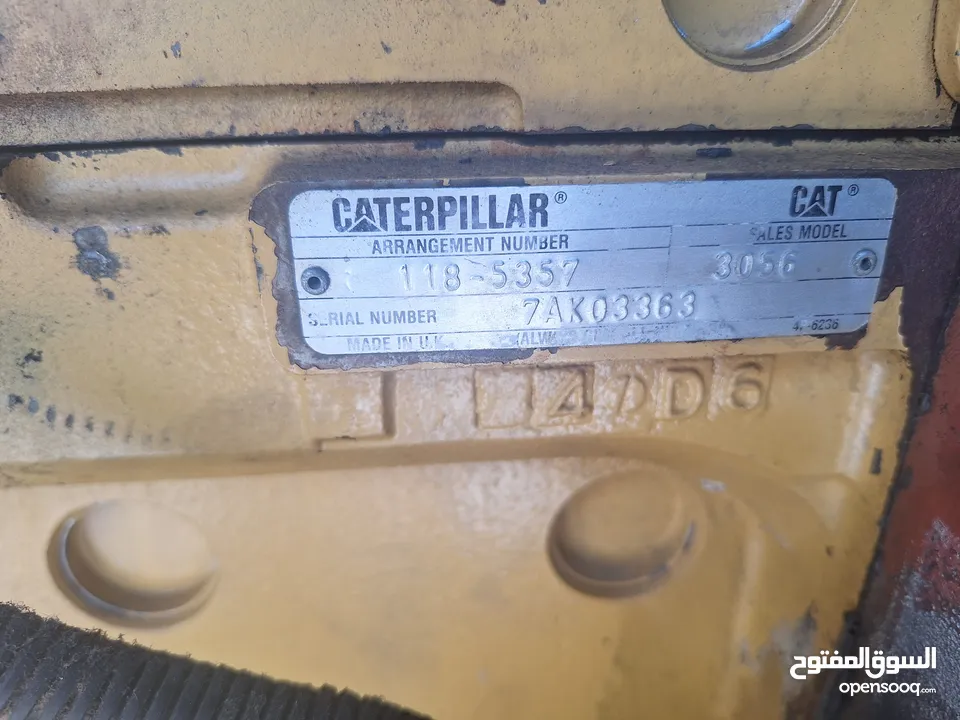 CATERPILLAR® CAT®
ARRANGEMENT NUMBER SALES MODEL
118-5357 3056
SERIAL NUMBER 7AK03363
MADE IN U.K.
السوق المفتوح
opensooq.com